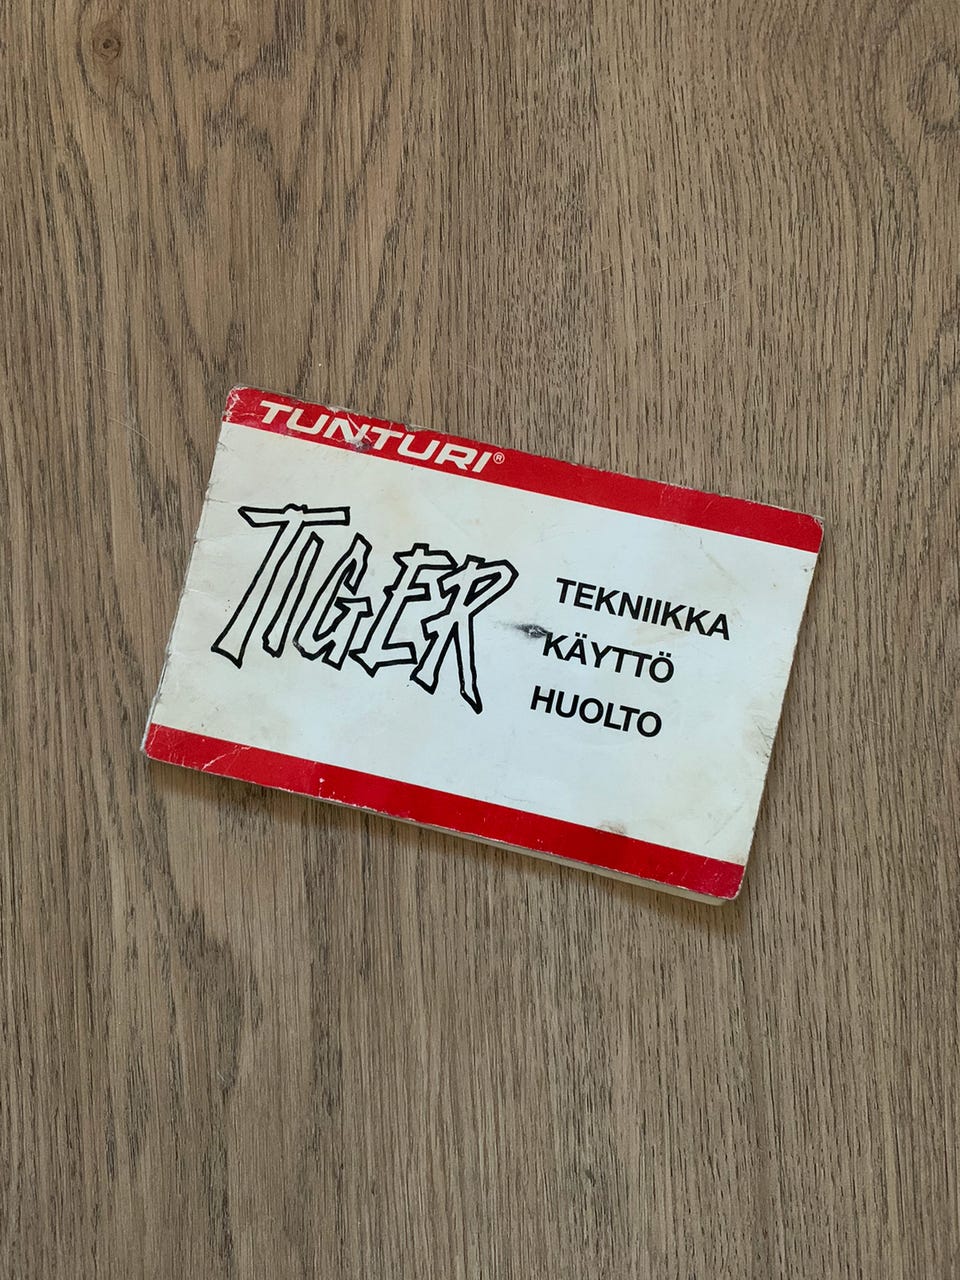 TUNTURI®
TIGER
TEKNIIKKA
KÄYTTÖ
HUOLTO